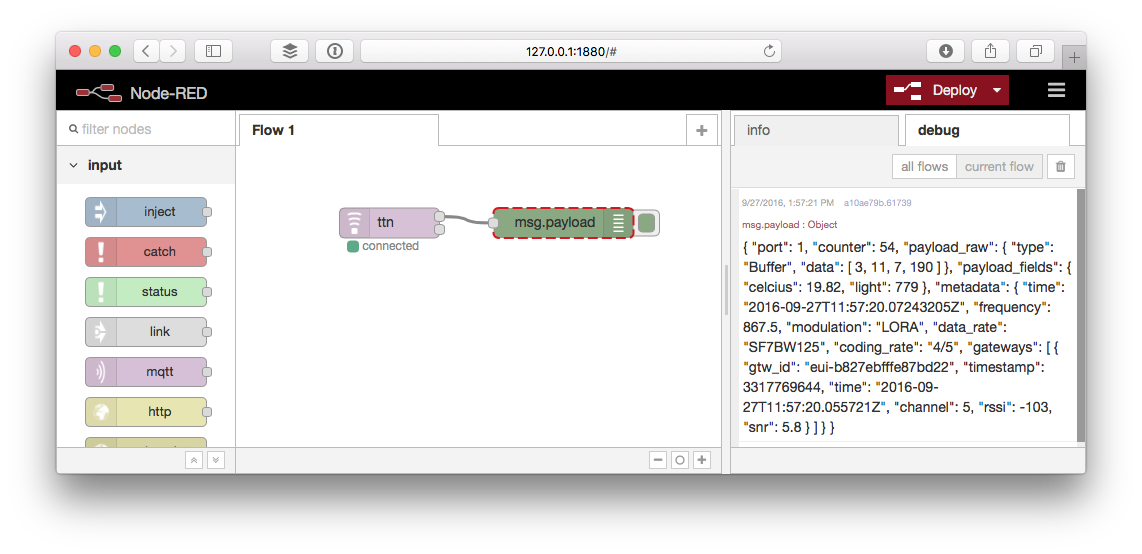 127.0.0.1:1880/#
Node-RED
Deploy
filter nodes
Flow 1
info
debug
input
all flows
current flow
inject
catch
status
link
mqtt
http
ttn
connected
msg.payload
9/27/2016, 1:57:21 PM a10ae79b.61739
msg.payload : Object
{ "port": 1, "counter": 54, "payload_raw": { "type":
"Buffer", "data": [ 3, 11, 7, 190 ] }, "payload_fields": {
"celcius": 19.82, "light": 779 }, "metadata": { "time":
"2016-09-27T11:57:20.07243205Z", "frequency":
867.5, "modulation": "LORA", "data_rate":
"SF7BW125", "coding_rate": "4/5", "gateways": [ {
"gtw_id": "eui-b827ebfffe87bd22", "timestamp":
3317769644, "time": "2016-09-
27T11:57:20.055721Z", "channel": 5, "rssi": -103,
"snr": 5.8 } ] } }